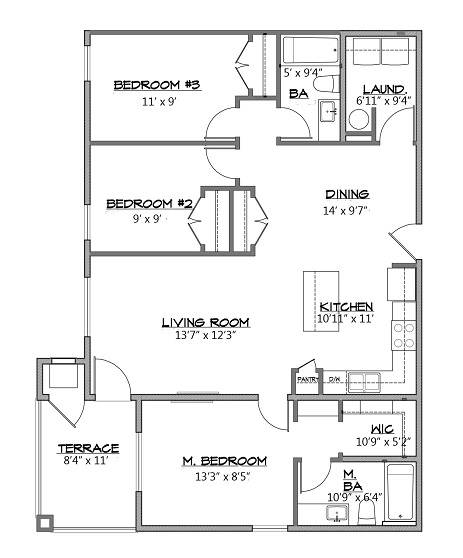 BEDROOM #3
11' x 9'
5' x 9'4"
BA
LAUND.
6'11" x 9'4"
BEDROOM #2
9' x 9'
DINING
14' x 9'7"
LIVING ROOM
13'7" x 12'3"
KITCHEN
10'11" x 11'
PANTRY
D/W
TERRACE
8'4" x 11'
M. BEDROOM
13'3" x 8'5"
WIC
10'9" x 5'2"
M.
BA
10'9" x 6'4"